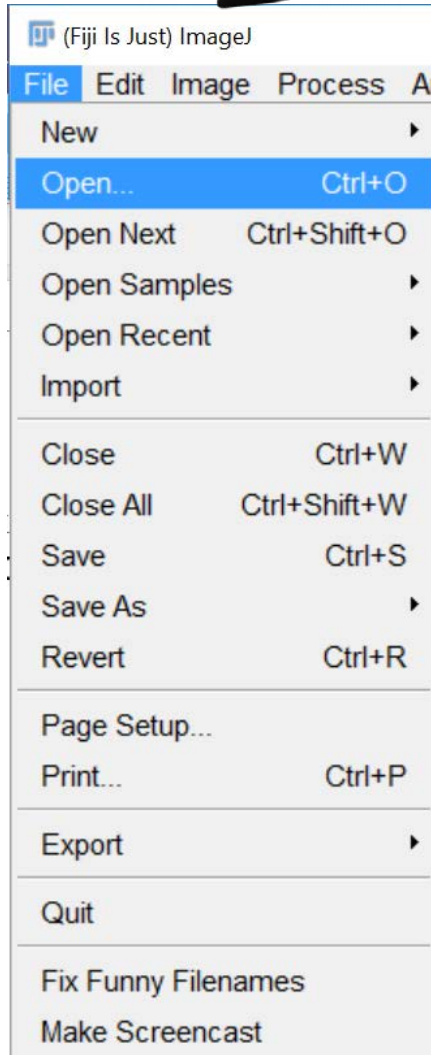 (Fiji Is Just) ImageJ
File Edit Image Process A
New
Open... Ctrl+O
Open Next Ctrl+Shift+O
Open Samples
Open Recent
Import
Close Ctrl+W
Close All Ctrl+Shift+W
Save Ctrl+S
Save As
Revert Ctrl+R
Page Setup...
Print... Ctrl+P
Export
Quit
Fix Funny Filenames
Make Screencast